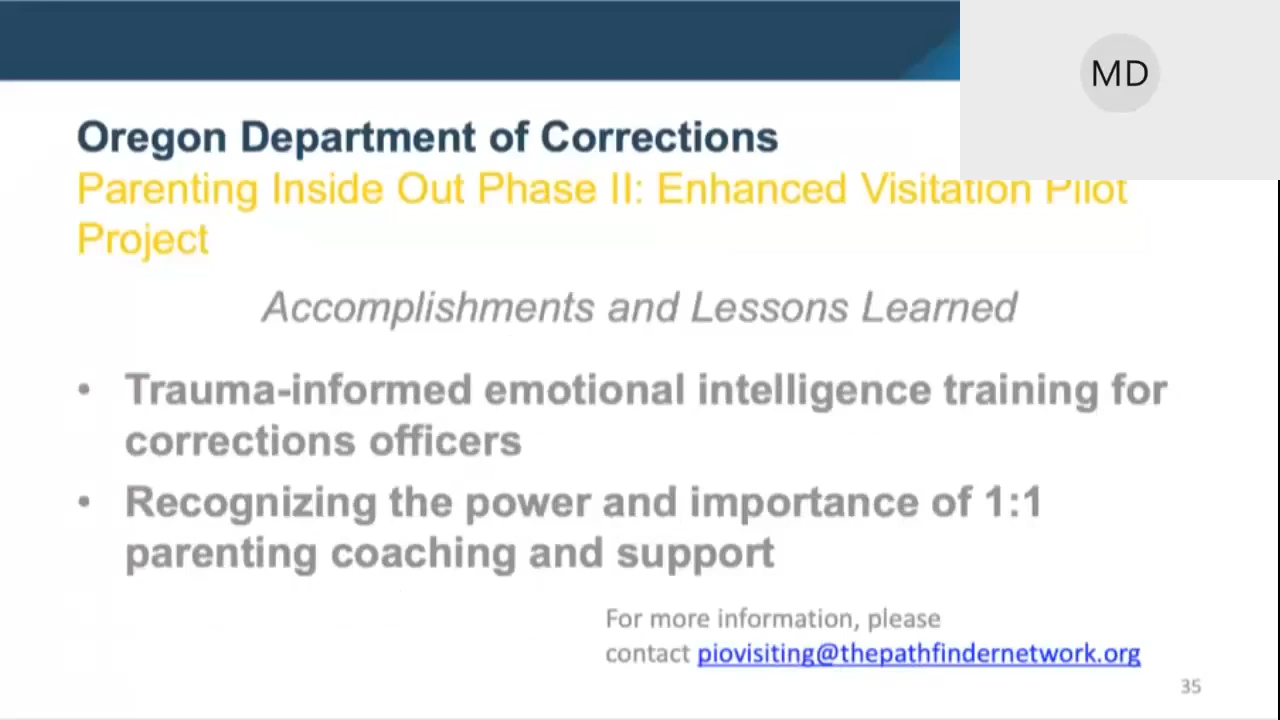 MD
Oregon Department of Corrections
Parenting Inside Out Phase II: Enhanced Visitation Pilot
Project
Accomplishments and Lessons Learned
• Trauma-informed emotional intelligence training for
corrections officers
• Recognizing the power and importance of 1:1
parenting coaching and support
For more information, please
contact piovisiting@thepathfindernetwork.org
35